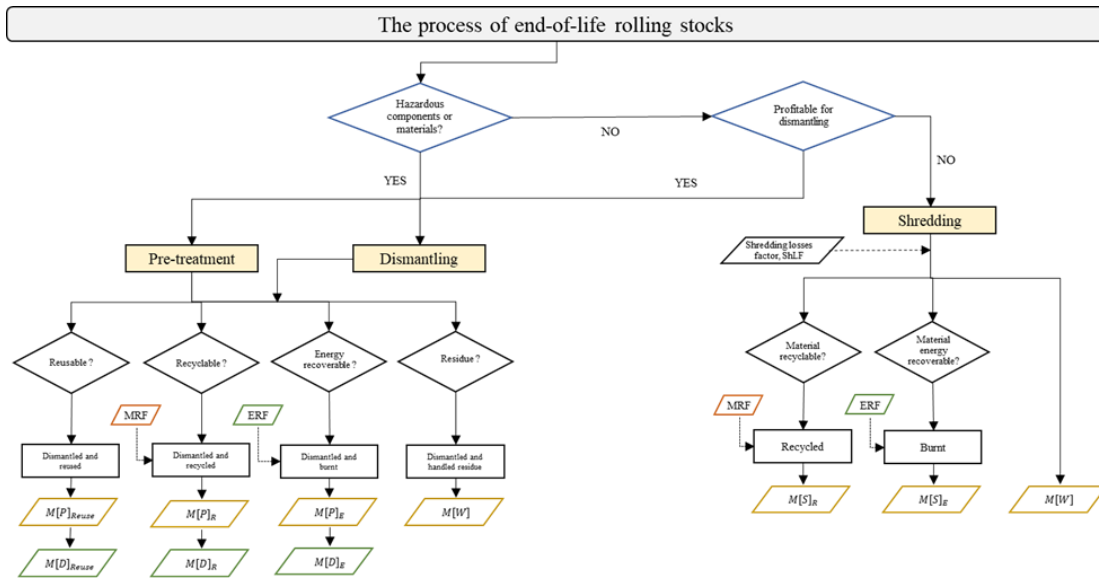 The process of end-of-life rolling stocks
Hazardous
components or
materials?
NO
Profitable for
dismantling
YES
YES
NO
Shredding
Pre-treatment
Dismantling
Shredding losses
factor, ShLF
Reusable ?
Recyclable ?
Energy
recoverable ?
Residue ?
Material
recyclable?
Material
energy
recoverable?
MRF
ERF
MRF
ERF
Dismantled and
reused
Dismantled and
recycled
Dismantled and
burnt
Dismantled and
handled residue
Recycled
Burnt
M[P]Reuse
M[P]R
M[P]E
M[W]
M[S]R
M[S]E
M[W]
M[D]Reuse
M[D]R
M[D]E